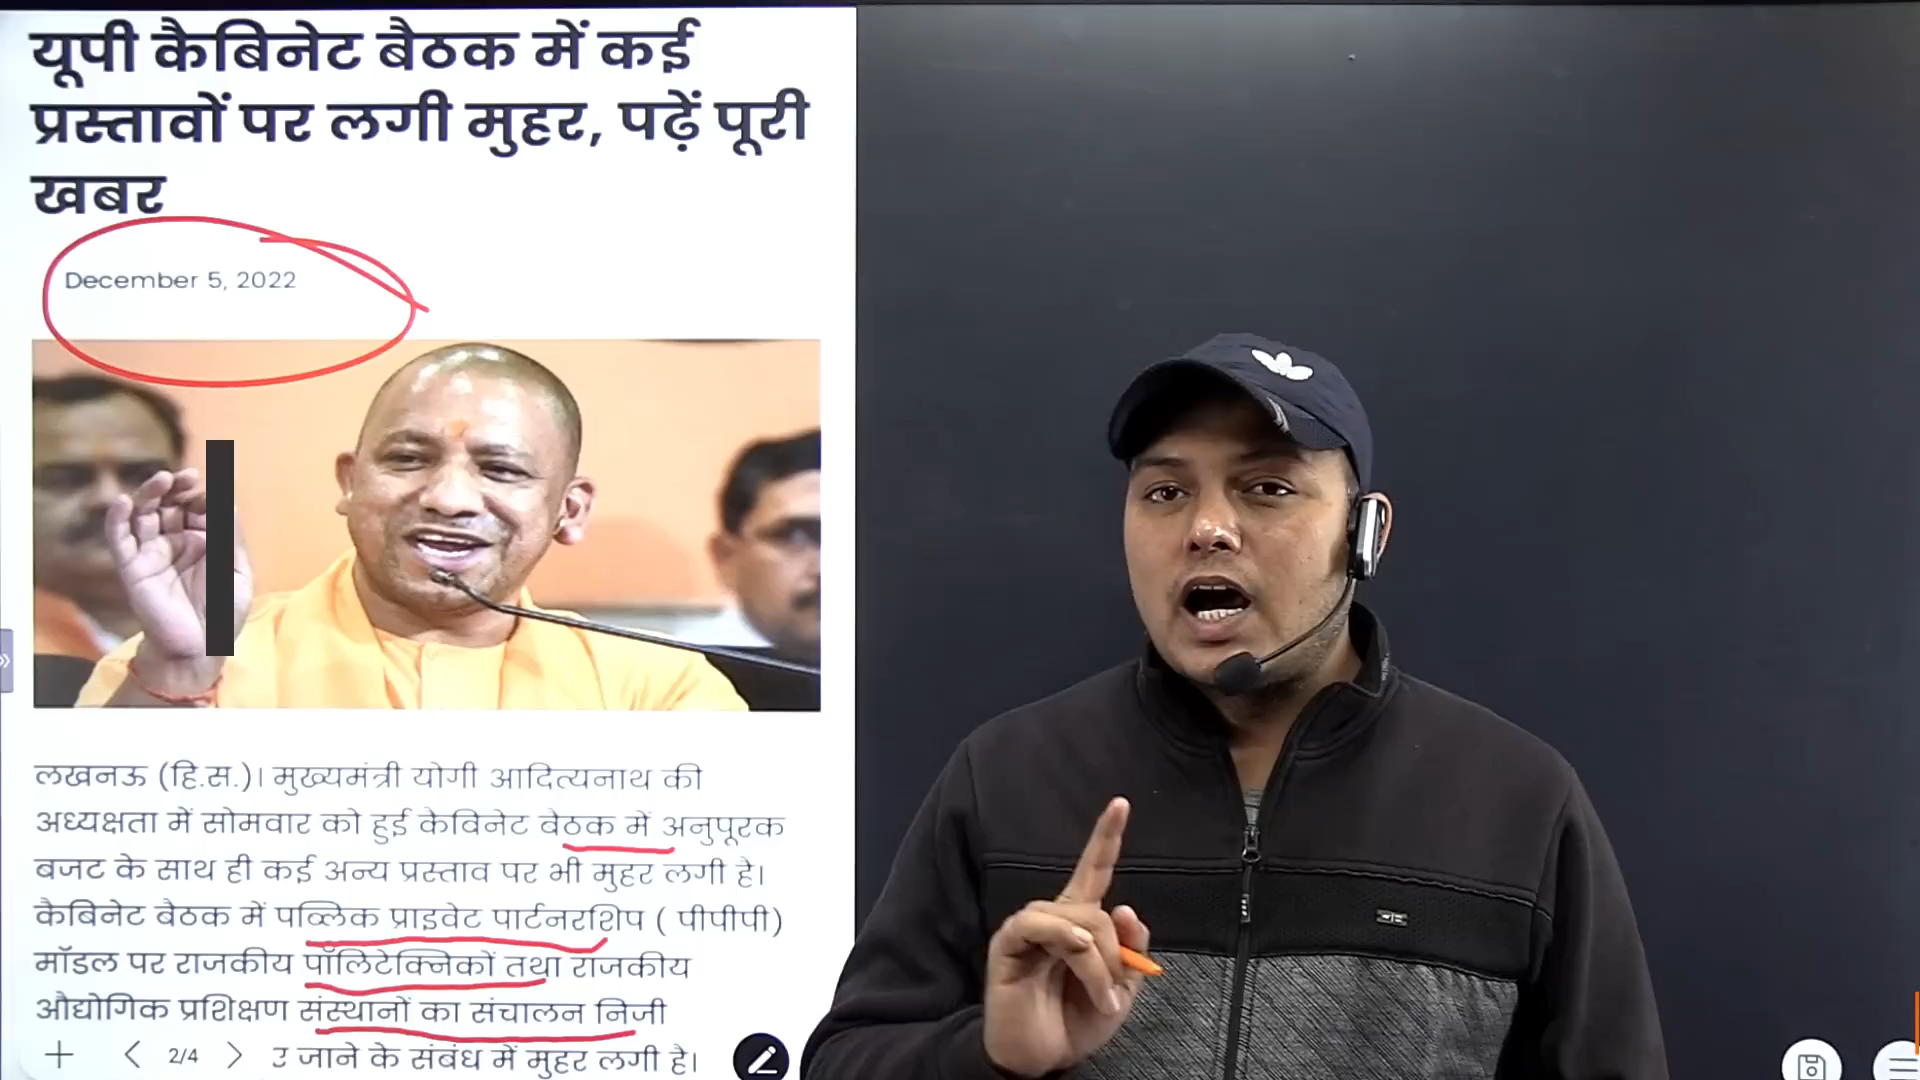 यूपी कैबिनेट बैठक में कई
प्रस्तावों पर लगी मुहर, पढ़ें पूरी
खबर
December 5, 2022
लखनऊ (हि.स.)। मुख्यमंत्री योगी आदित्यनाथ की
अध्यक्षता में सोमवार को हुई केविनेट बेठक में अनुपूरक
बजट के साथ ही कई अन्य प्रस्ताव पर भी मुहर लगी है।
कैबिनेट बैठक में पब्लिक प्राइवेट पार्टनरशिप ( पीपीपी)
मॉडल पर राजकीय पॉलिटेक्निकों तथा राजकीय
औद्योगिक प्रशिक्षण संस्थानों का संचालन निजी
जाने के संबंध में मुहर लगी है।
2/4